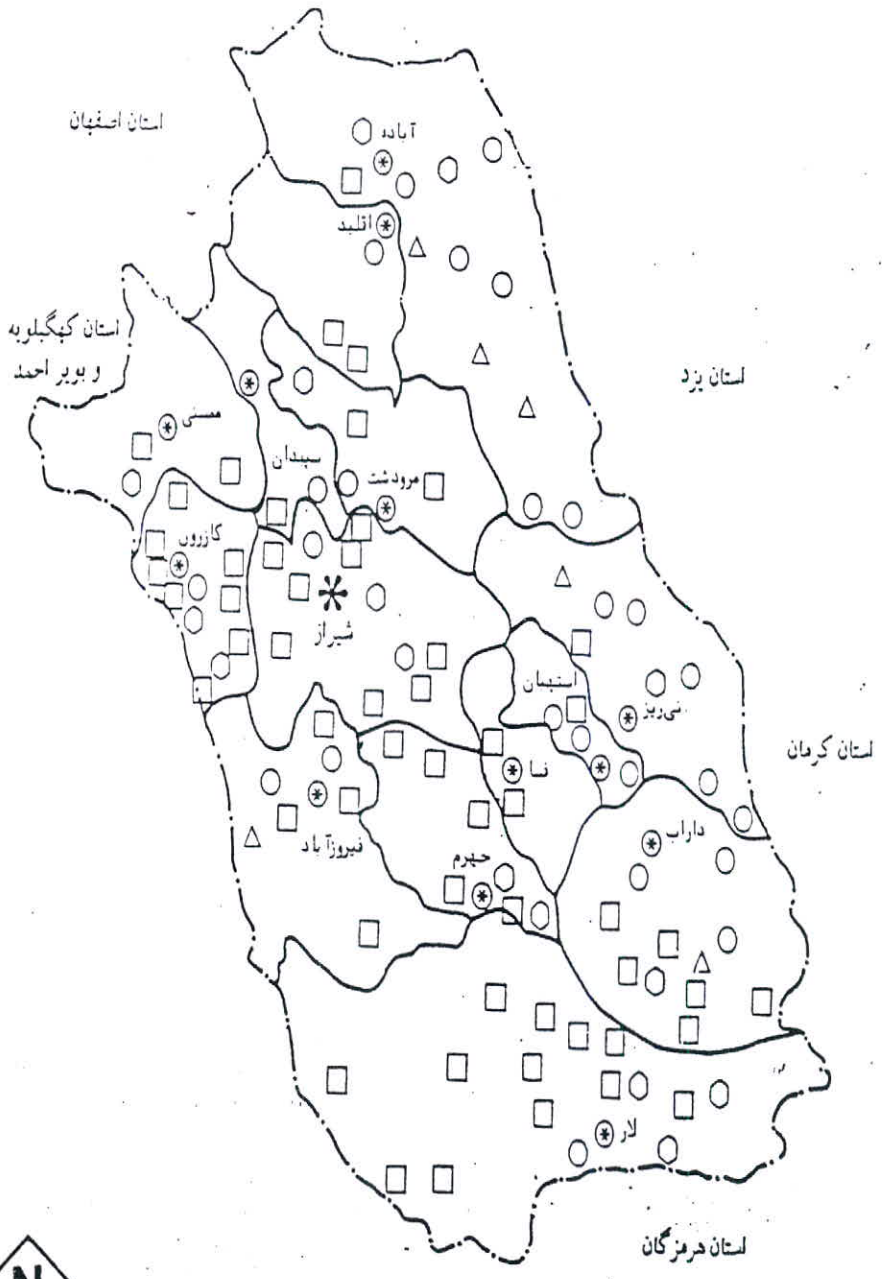 استان اصفهان
آباده
اقلید
استان کهگیلویه
و بویر احمد
استان یزد
ممسنی
سپیدان
مرودشت
کازرون
شیراز
استهبان
نی‌ریز
استان کرمان
فسا
داراب
فیروزآباد
جهرم
لار
استان هرمزگان
N